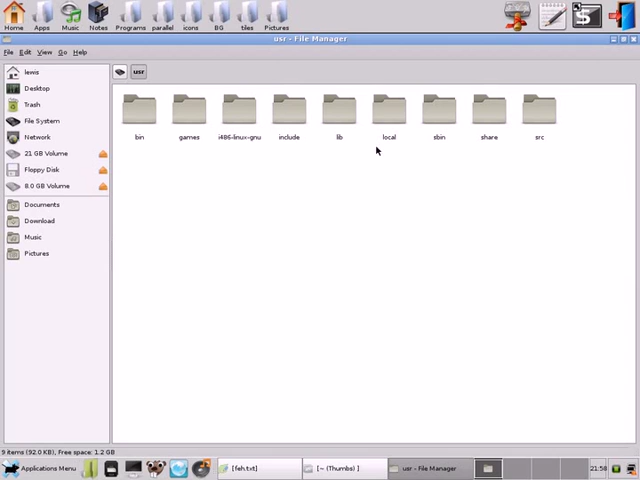 Home Apps Music Notes Programs parallel icons BG tiles Pictures
usr - File Manager
File Edit View Go Help
usr
lewis
Desktop
Trash
File System
Network
21 GB Volume
Floppy Disk
8.0 GB Volume
Documents
Download
Music
Pictures
bin games i486-linux-gnu include lib local sbin share src
9 items (92.0 KB), Free space: 1.2 GB
Applications Menu [feh.txt] [~ (Thumbs) ] usr - File Manager 21:58